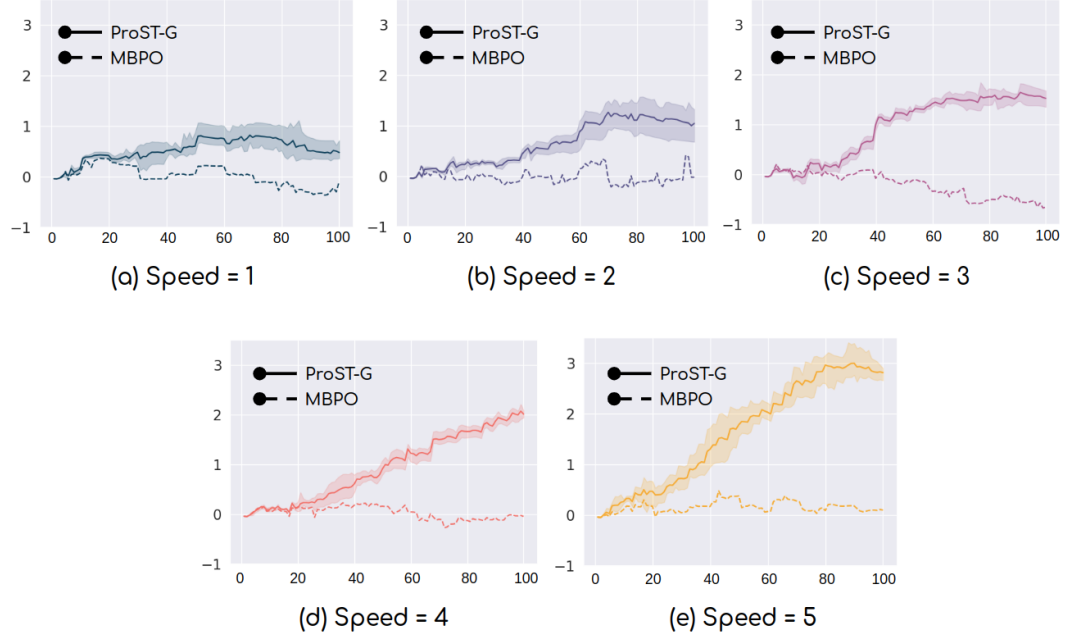 3
2
1
0
−1
ProST-G
MBPO
0 20 40 60 80 100
(a) Speed = 1
3
2
1
0
−1
ProST-G
MBPO
0 20 40 60 80 100
(b) Speed = 2
3
2
1
0
−1
ProST-G
MBPO
0 20 40 60 80 100
(c) Speed = 3
3
2
1
0
−1
ProST-G
MBPO
0 20 40 60 80 100
(d) Speed = 4
3
2
1
0
−1
ProST-G
MBPO
0 20 40 60 80 100
(e) Speed = 5